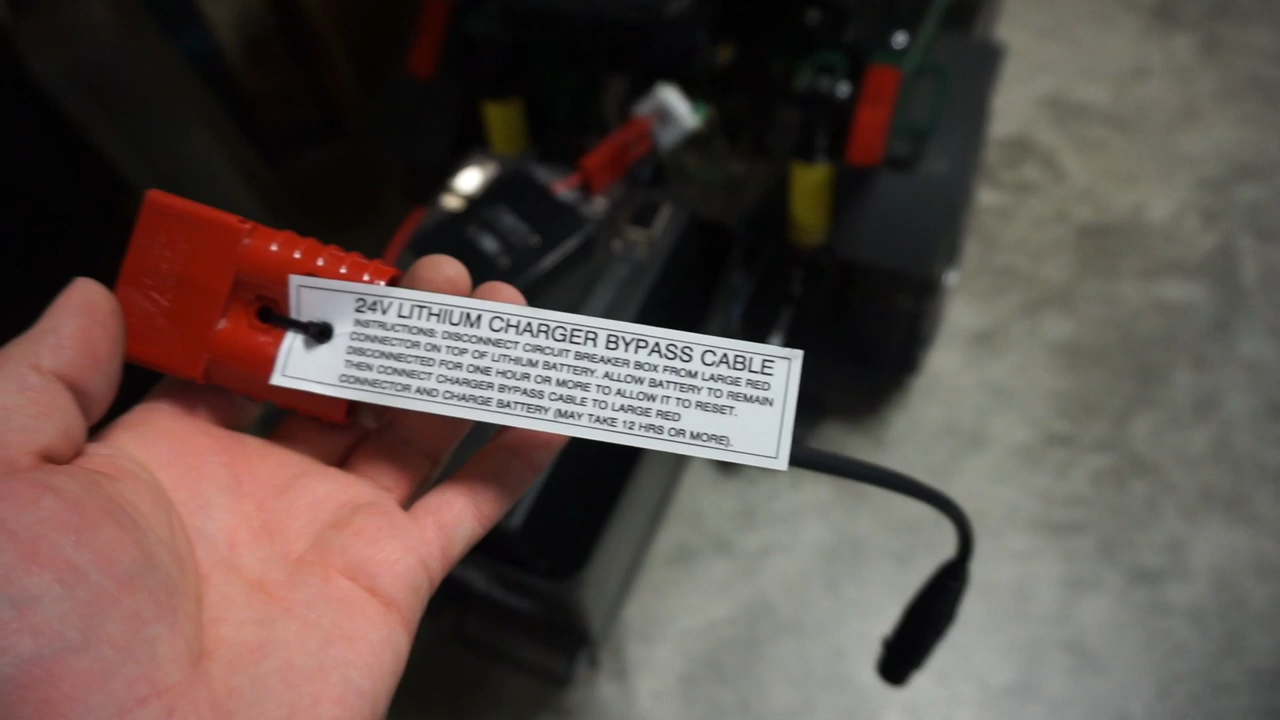 24V LITHIUM CHARGER BYPASS CABLE
INSTRUCTIONS: DISCONNECT CIRCUIT BREAKER BOX FROM LARGE RED
CONNECTOR ON TOP OF LITHIUM BATTERY. ALLOW BATTERY TO REMAIN
DISCONNECTED FOR ONE HOUR OR MORE TO ALLOW IT TO RESET.
THEN CONNECT CHARGER BYPASS CABLE TO LARGE RED
CONNECTOR AND CHARGE BATTERY (MAY TAKE 12 HRS OR MORE).